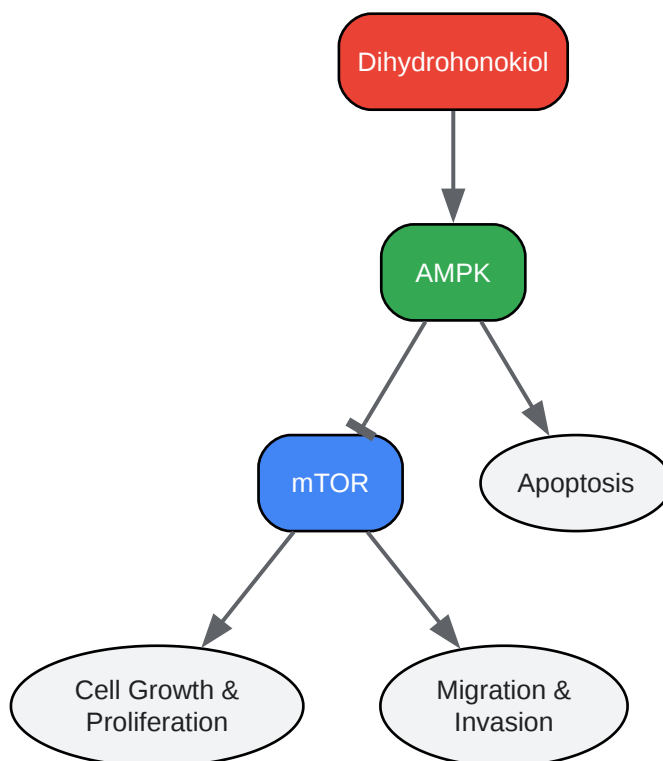 Dihydrohonokiol
AMPK
mTOR
Apoptosis
Cell Growth &
Proliferation
Migration &
Invasion